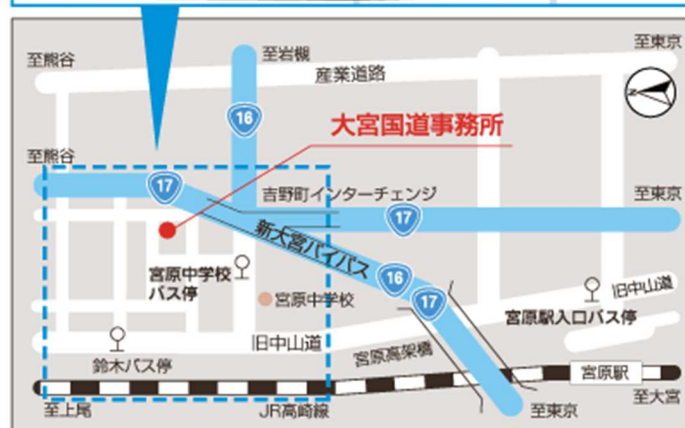 至熊谷
至岩槻
至東京
産業道路
N
16
大宮国道事務所
至熊谷
17
吉野町インターチェンジ
至東京
17
新大宮バイパス
宮原中学校
バス停
16
17
宮原中学校
旧中山道
宮原駅入口バス停
旧中山道
鈴木バス停
宮原高架橋
宮原駅
至上尾
JR高崎線
至東京
至大宮